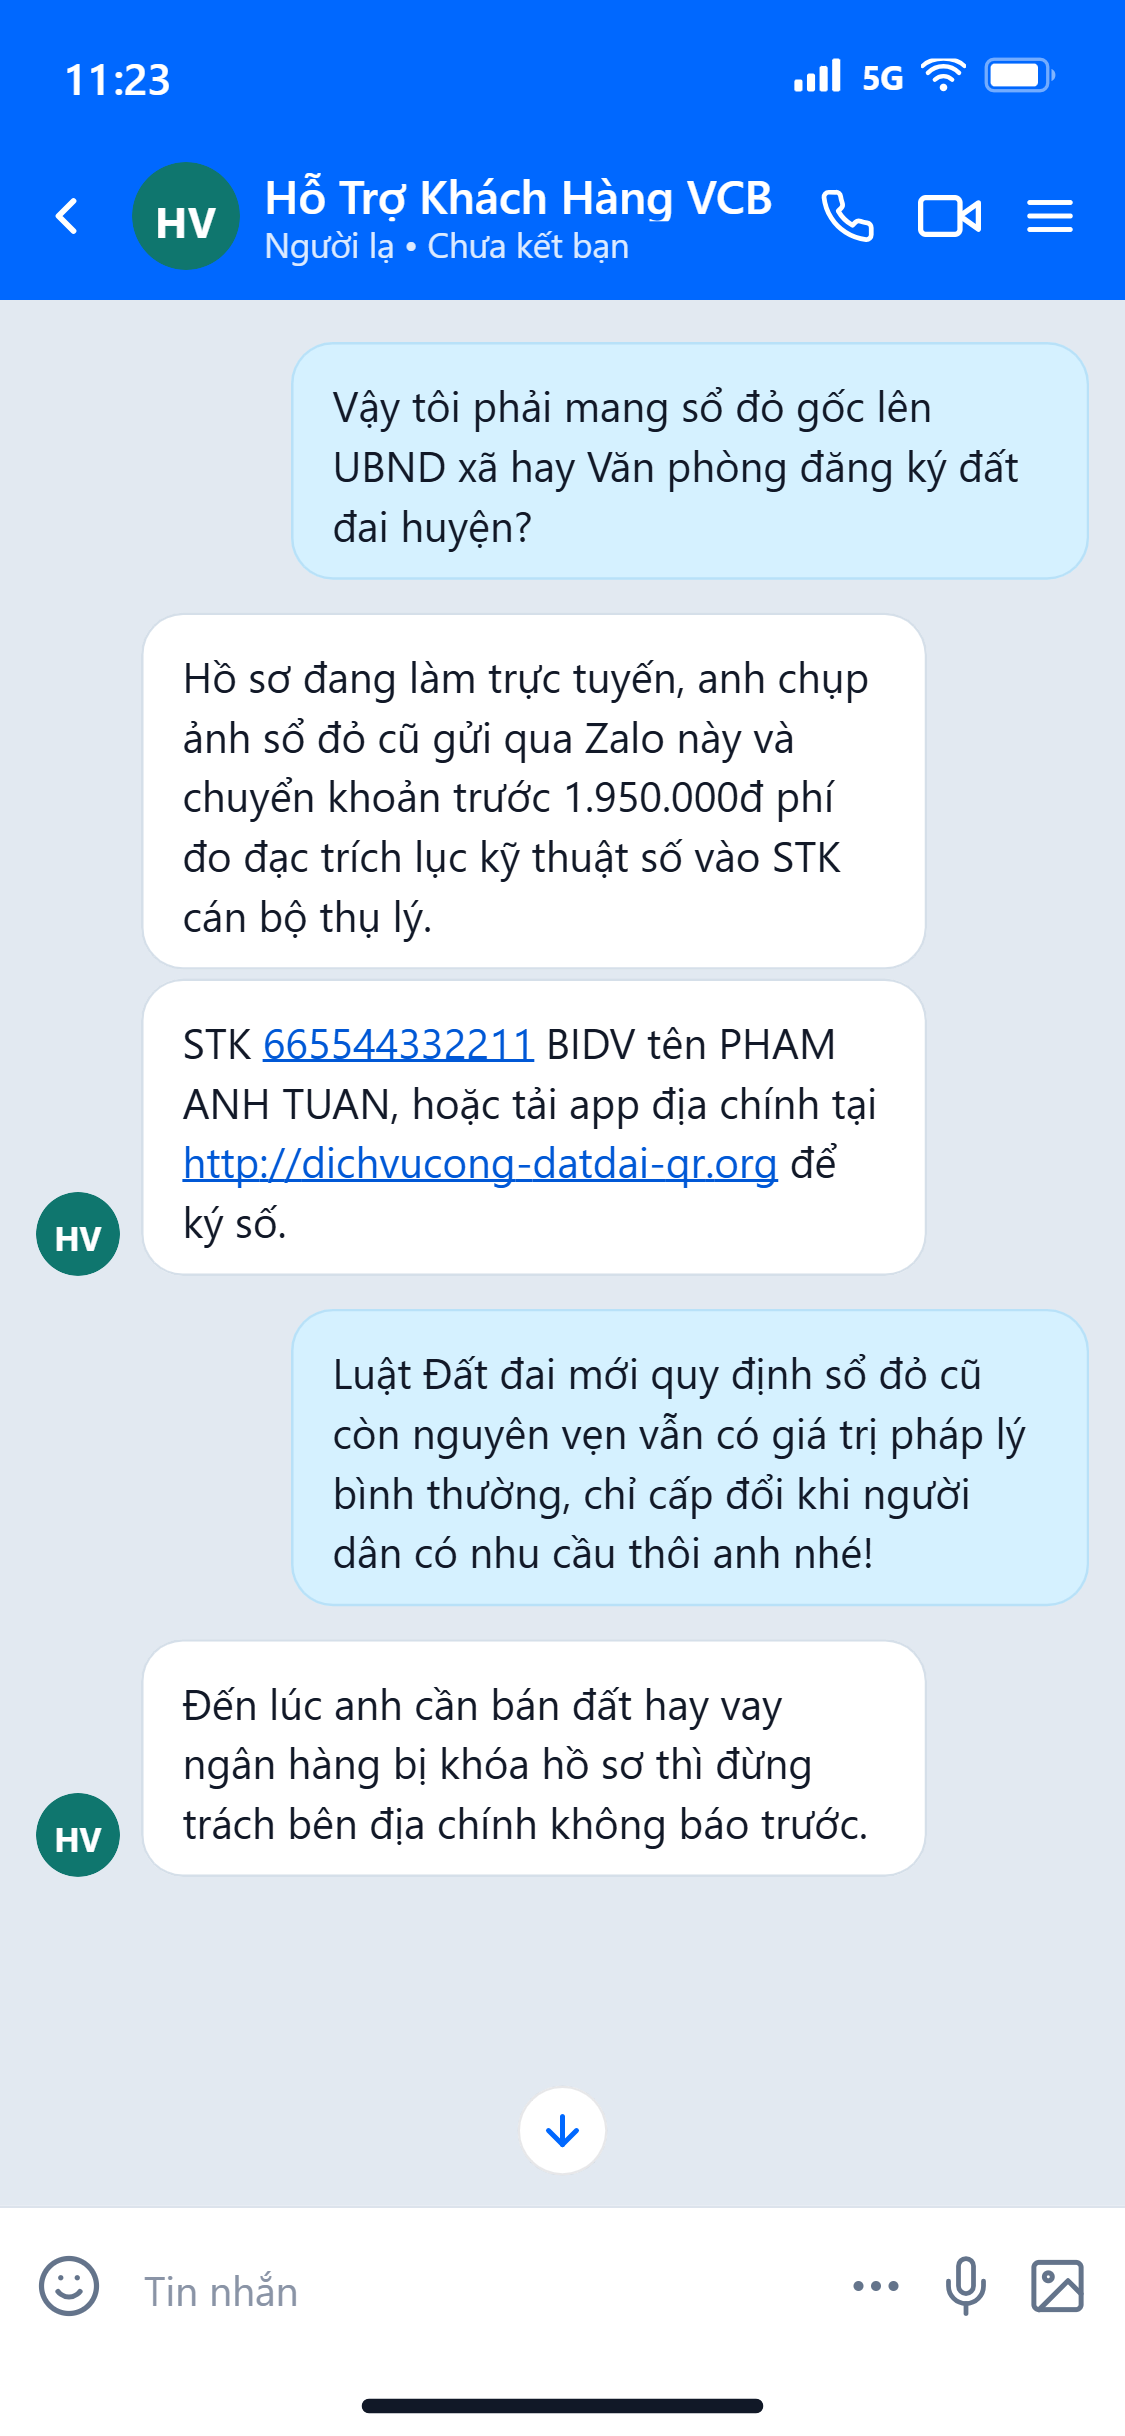 11:23
5G
HV
Hỗ Trợ Khách Hàng VCB
Người lạ • Chưa kết bạn
Vậy tôi phải mang sổ đỏ gốc lên
UBND xã hay Văn phòng đăng ký đất
đai huyện?
Hồ sơ đang làm trực tuyến, anh chụp
ảnh sổ đỏ cũ gửi qua Zalo này và
chuyển khoản trước 1.950.000đ phí
đo đạc trích lục kỹ thuật số vào STK
cán bộ thụ lý.
STK 665544332211 BIDV tên PHAM
ANH TUAN, hoặc tải app địa chính tại
http://dichvucong-datdai-qr.org để
ký số.
HV
Luật Đất đai mới quy định sổ đỏ cũ
còn nguyên vẹn vẫn có giá trị pháp lý
bình thường, chỉ cấp đổi khi người
dân có nhu cầu thôi anh nhé!
Đến lúc anh cần bán đất hay vay
ngân hàng bị khóa hồ sơ thì đừng
trách bên địa chính không báo trước.
HV
Tin nhắn